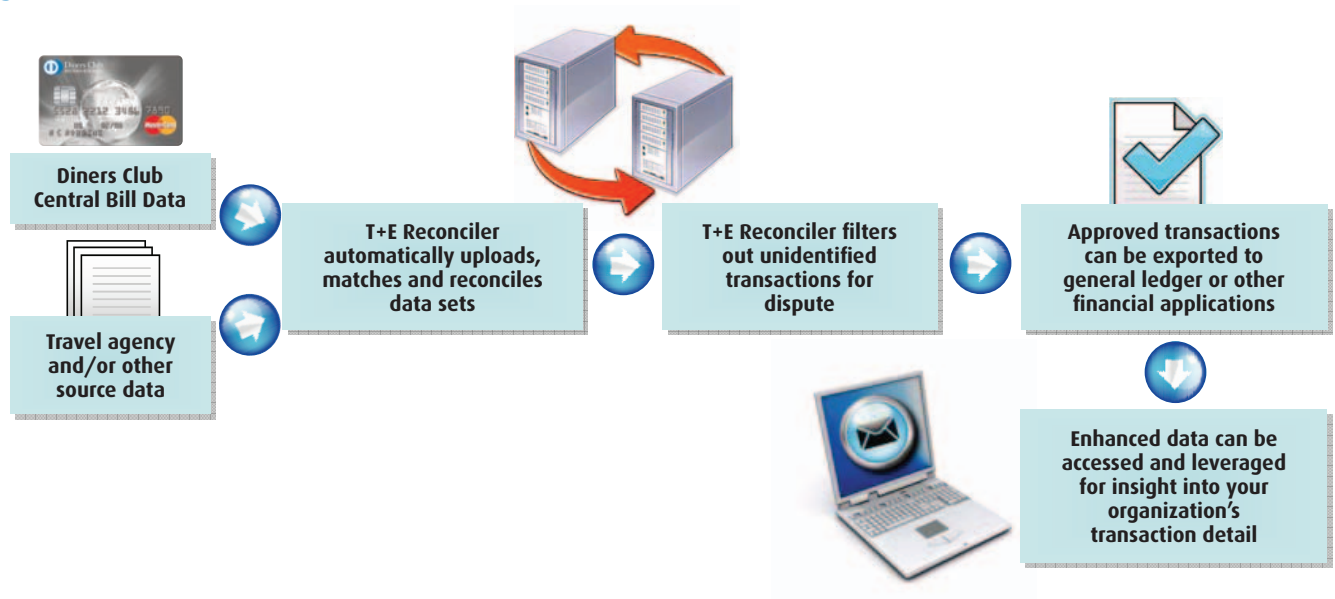 Diners Club
Diners Club
Central Bill Data
Travel agency
and/or other
source data
T+E Reconciler
automatically uploads,
matches and reconciles
data sets
T+E Reconciler filters
out unidentified
transactions for
dispute
Approved transactions
can be exported to
general ledger or other
financial applications
Enhanced data can be
accessed and leveraged
for insight into your
organization's
transaction detail